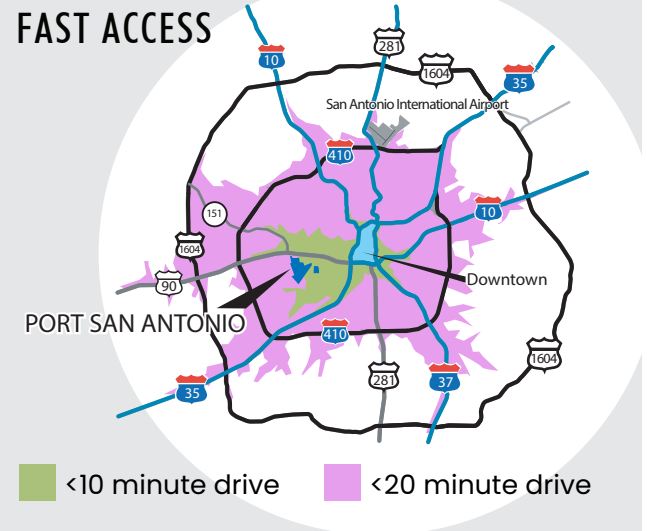 FAST ACCESS
10
281
1604
35
San Antonio International Airport
410
151
10
1604
90
Downtown
PORT SAN ANTONIO
410
1604
281
37
35
<10 minute drive
<20 minute drive